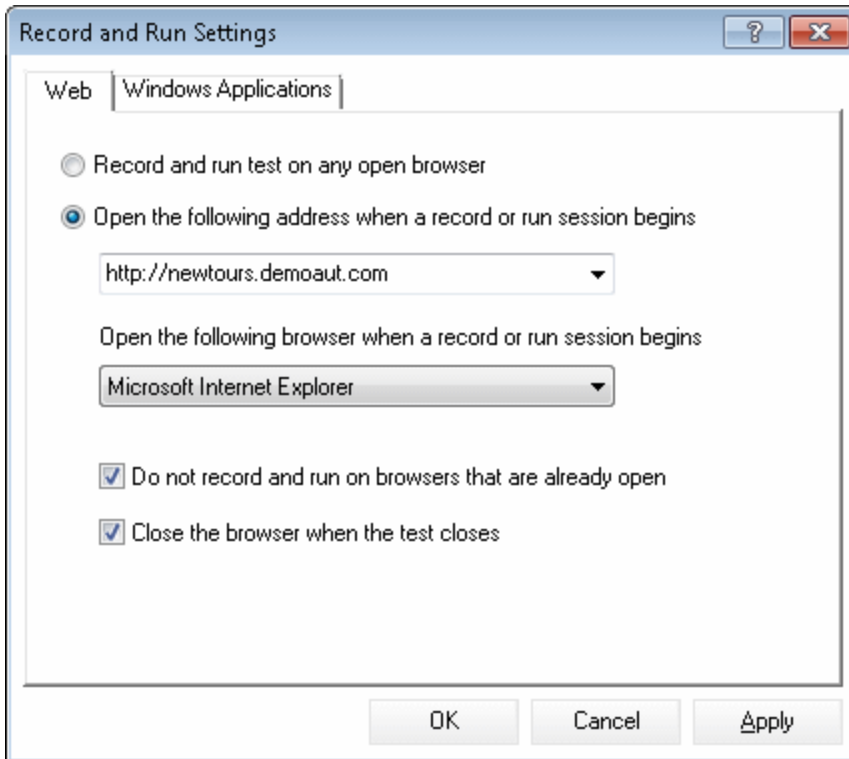 Record and Run Settings
?
Web
Windows Applications
Record and run test on any open browser
Open the following address when a record or run session begins
http://newtours.demoaut.com
Open the following browser when a record or run session begins
Microsoft Internet Explorer
Do not record and run on browsers that are already open
Close the browser when the test closes
OK
Cancel
Apply